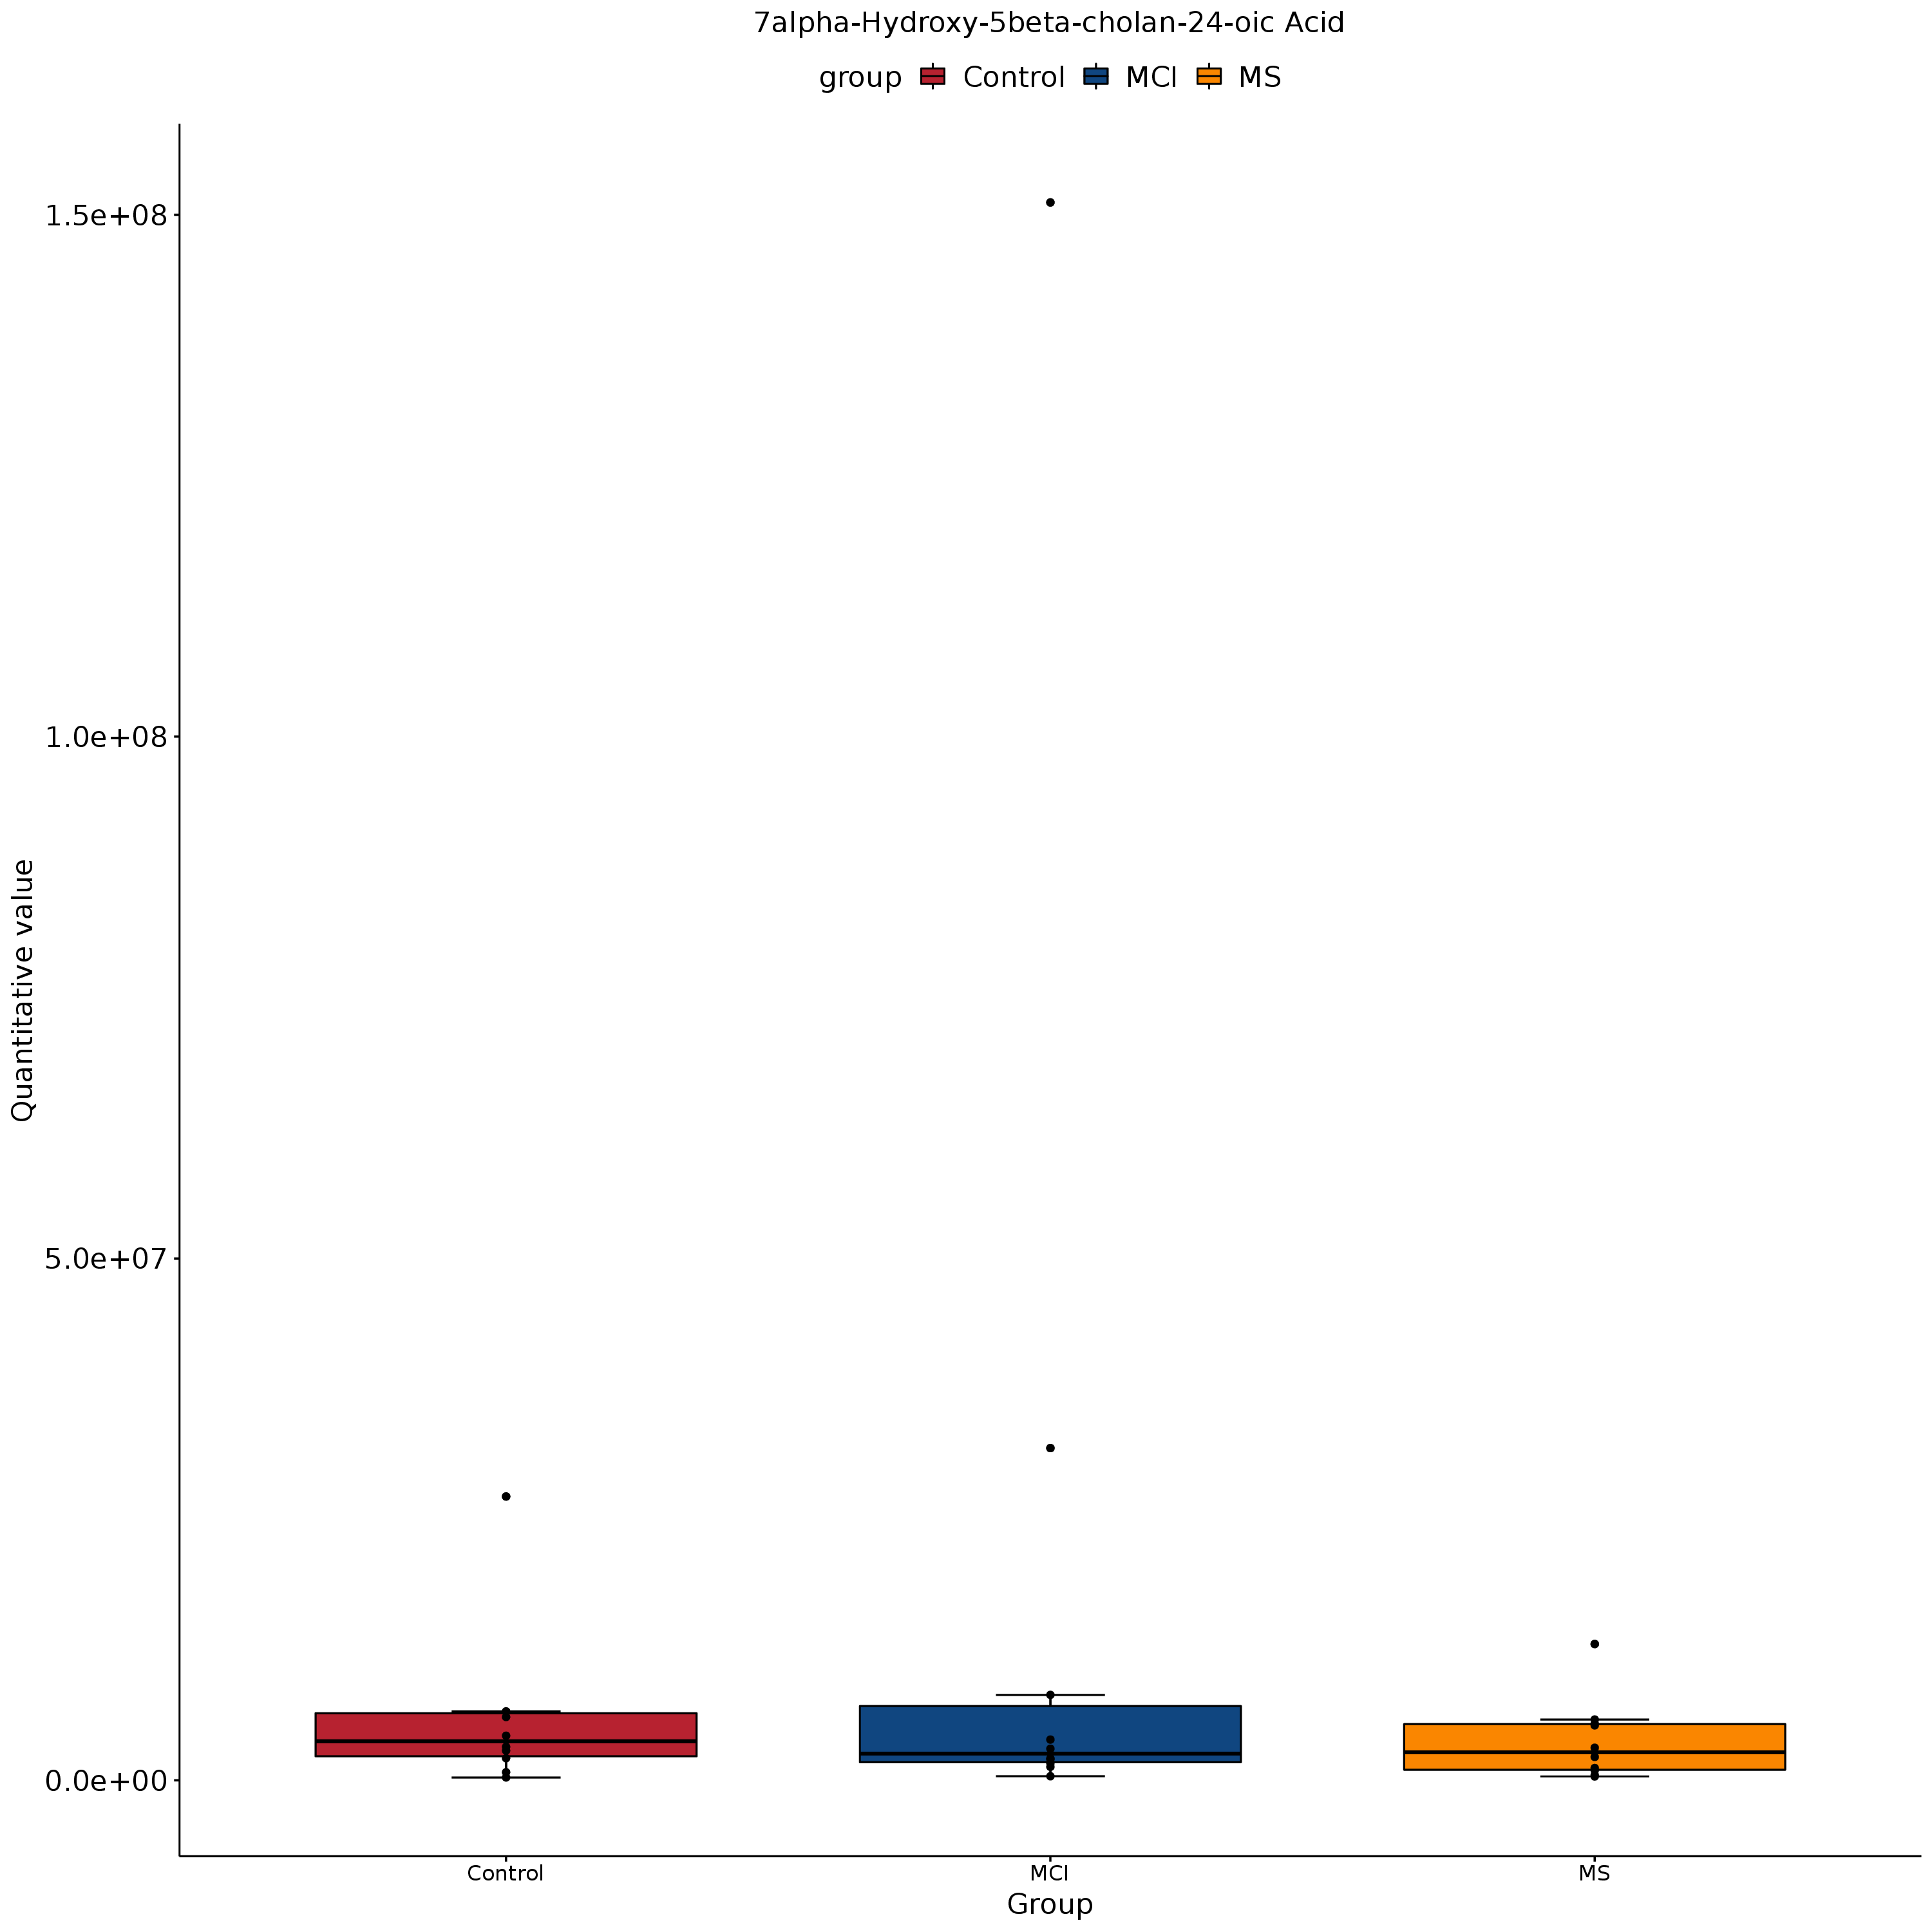 7alpha-Hydroxy-5beta-cholan-24-oic Acid
group Control MCI MS
1.5e+08
1.0e+08
5.0e+07
0.0e+00
Quantitative value
Control MCI MS
Group